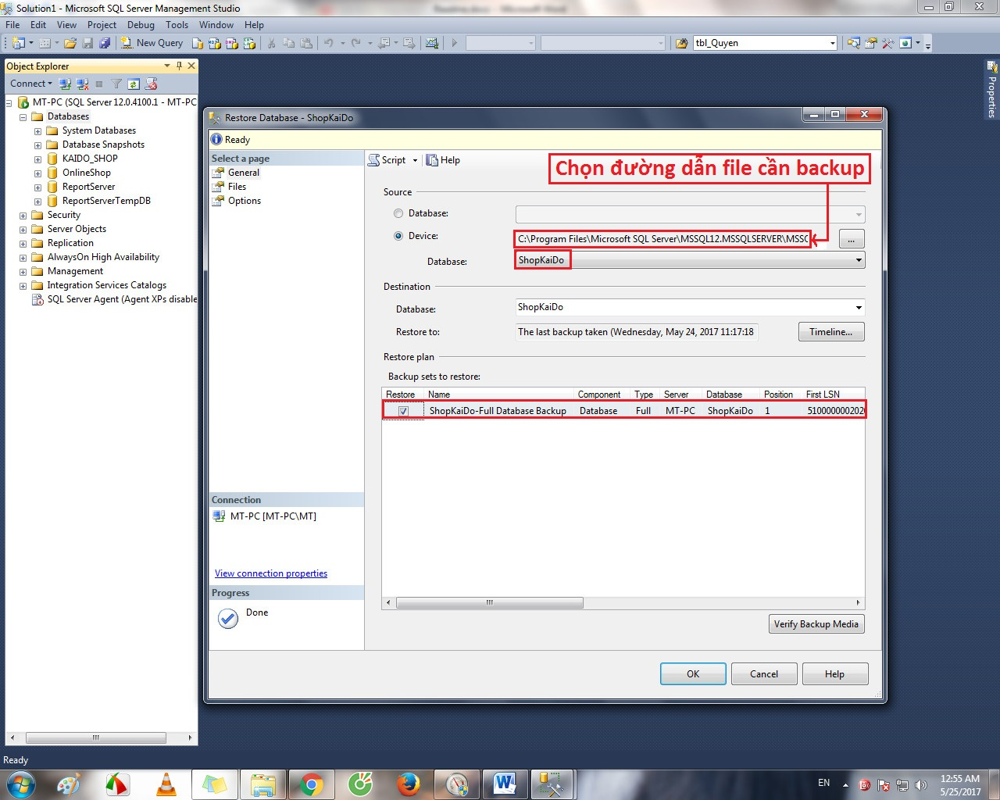 Solution1 - Microsoft SQL Server Management Studio
File Edit View Project Debug Tools Window Help
New Query
tbl_Quyen
Object Explorer
Connect
MT-PC (SQL Server 12.0.4100.1 - MT-PC
Databases
System Databases
Database Snapshots
KAIDO_SHOP
OnlineShop
ReportServer
ReportServerTempDB
Security
Server Objects
Replication
AlwaysOn High Availability
Management
Integration Services Catalogs
SQL Server Agent (Agent XPs disable
Properties
Restore Database - ShopKaiDo
Ready
Select a page
General
Files
Options
Script Help
Chọn đường dẫn file cần backup
Source
Database:
Device:
C:\Program Files\Microsoft SQL Server\MSSQL12.MSSQLSERVER\MSSC
...
Database:
ShopKaiDo
Destination
Database:
ShopKaiDo
Restore to:
The last backup taken (Wednesday, May 24, 2017 11:17:18
Timeline...
Restore plan
Backup sets to restore:
Restore Name Component Type Server Database Position First LSN
ShopKaiDo-Full Database Backup Database Full MT-PC ShopKaiDo 1 5100000002020
Connection
MT-PC [MT-PC\MT]
View connection properties
Progress
Done
Verify Backup Media
OK Cancel Help
Ready
EN
12:55 AM
5/25/2017